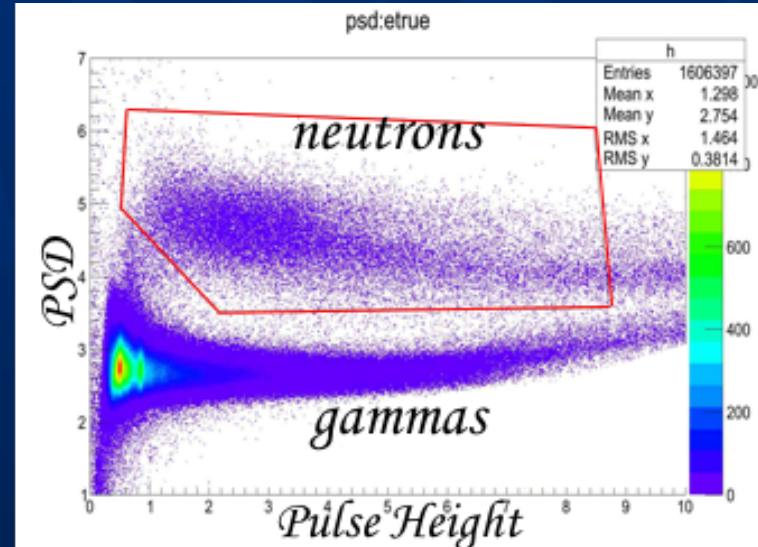 psd:etrue
h
Entries 1606397
Mean x 1.298
Mean y 2.754
RMS x 1.464
RMS y 0.3814
neutrons
PSD
gammas
Pulse Height
7
6
5
4
3
2
1
0 1 2 3 4 5 6 7 8 9 10
600
400
200
0